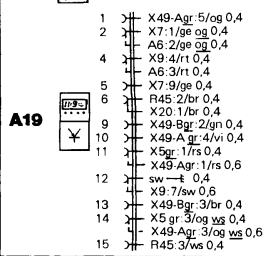 1 X49-Agr:5/og 0,4
2 X7:1/ge og 0,4
A6:2/ge og 0,4
4 X9:4/rt 0,4
A6:3/rt 0,4
5 X7:9/ge 0,4
6 R45:2/br 0,4
X20:1/br 0,4
A19
9 X49-Bgr:2/gn 0,4
10 X49-A gr:4/vi 0,4
11 X5gr:1/rs 0,4
X49-Agr:1/rs 0,6
12 sw 0,4
X9:7/sw 0,6
13 X49-Bgr:3/br 0,4
14 X5 gr:3/og ws 0,4
X49-Agr:3/og ws 0,6
15 R45:3/ws 0,4